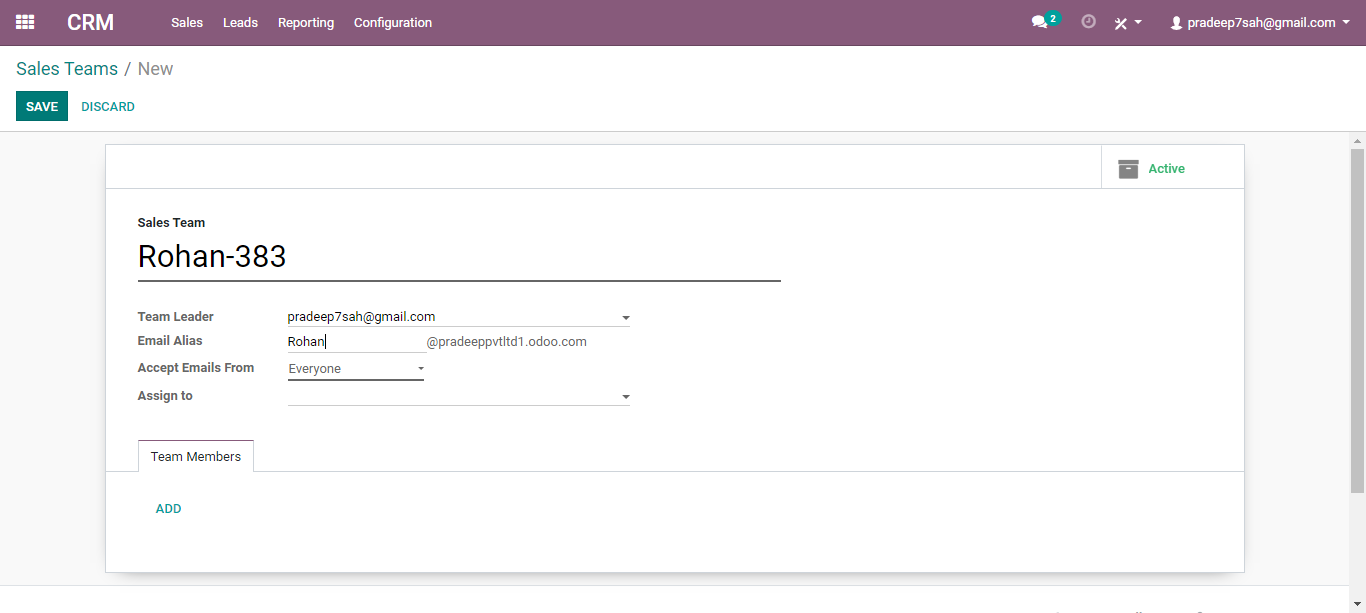 CRM Sales Leads Reporting Configuration 2 pradeep7sah@gmail.com
Sales Teams / New
SAVE DISCARD
Active
Sales Team
Rohan-383
Team Leader pradeep7sah@gmail.com
Email Alias Rohan @pradeeppvtltd1.odoo.com
Accept Emails From Everyone
Assign to
Team Members
ADD